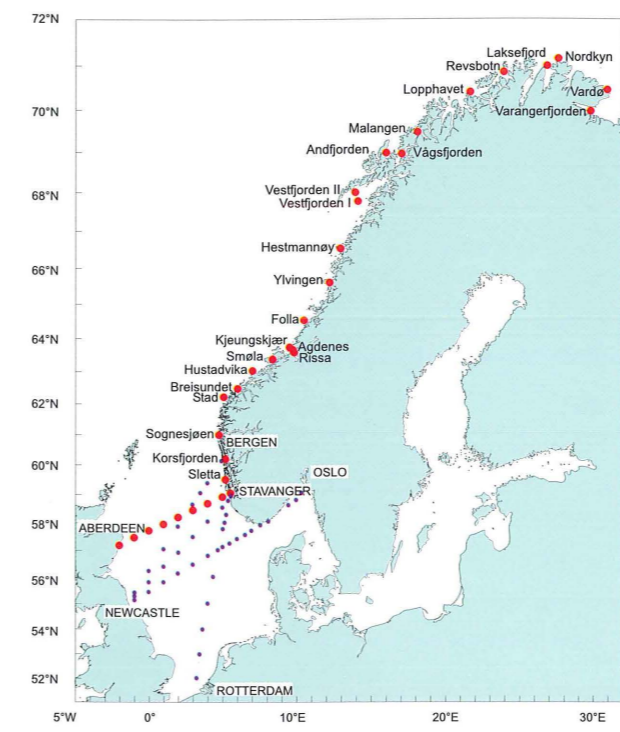 72°N
Laksefjord
Nordkyn
Revsbotn
Lopphavet
Vardø
70°N
Varangerfjorden
Malangen
Andfjorden
Vågsfjorden
68°N
Vestfjorden II
Vestfjorden I
Hestmannøy
66°N
Ylvingen
Folla
64°N
Kjeungskjær
Agdenes
Smøla
Rissa
Hustadvika
Breisundet
62°N
Stad
Sognesjøen
BERGEN
60°N
Korsfjorden
OSLO
Sletta
STAVANGER
58°N
ABERDEEN
56°N
NEWCASTLE
54°N
52°N
ROTTERDAM
5°W
0°
10°E
20°E
30°E